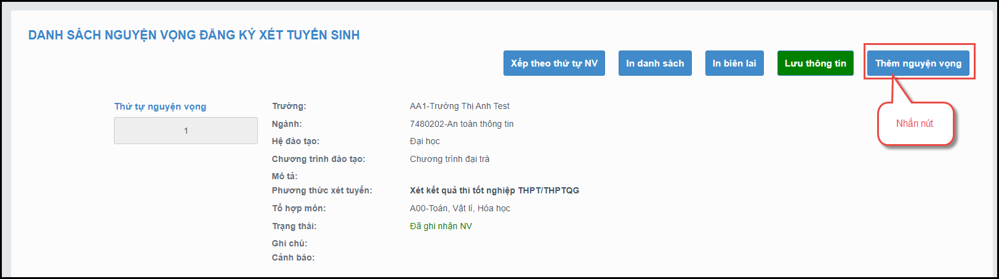 DANH SÁCH NGUYỆN VỌNG ĐĂNG KÝ XÉT TUYỂN SINH
Xếp theo thứ tự NV In danh sách In biên lai Lưu thông tin Thêm nguyện vọng
Nhấn nút
Thứ tự nguyện vọng
1
Trường: AA1-Trường Thị Anh Test
Ngành: 7480202-An toàn thông tin
Hệ đào tạo: Đại học
Chương trình đào tạo: Chương trình đại trà
Mô tả:
Phương thức xét tuyển: Xét kết quả thi tốt nghiệp THPT/THPTQG
Tổ hợp môn: A00-Toán, Vật lí, Hóa học
Trạng thái: Đã ghi nhận NV
Ghi chú:
Cảnh báo: